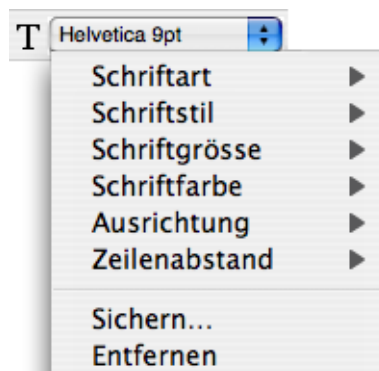 T Helvetica 9pt
Schriftart
Schriftstil
Schriftgrösse
Schriftfarbe
Ausrichtung
Zeilenabstand
Sichern...
Entfernen